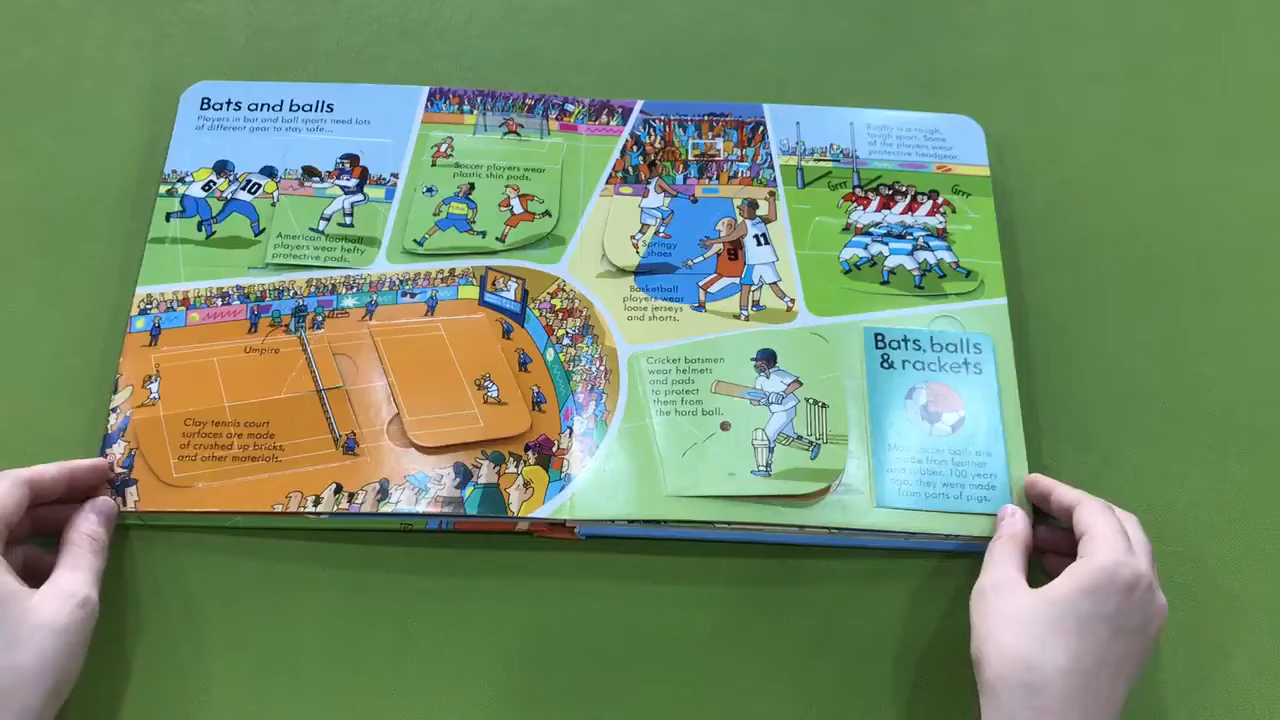 Bats and balls
Players in bat and ball sports need lots
of different gear to stay safe...
6
10
American football
players wear hefty
protective pads.
Soccer players wear
plastic shin pads.
Springy
shoes
9
11
Basketball
players wear
loose jerseys
and shorts.
Rugby is a rough,
tough sport. Some
of the players wear
protective headgear.
Grrr
Grrr
Umpire
Clay tennis court
surfaces are made
of crushed up bricks,
and other materials.
Cricket batsmen
wear helmets
and pads
to protect
them from
the hard ball.
Bats, balls
& rackets
Most soccer balls are
made from leather
and rubber. 100 years
ago, they were made
from parts of pigs.